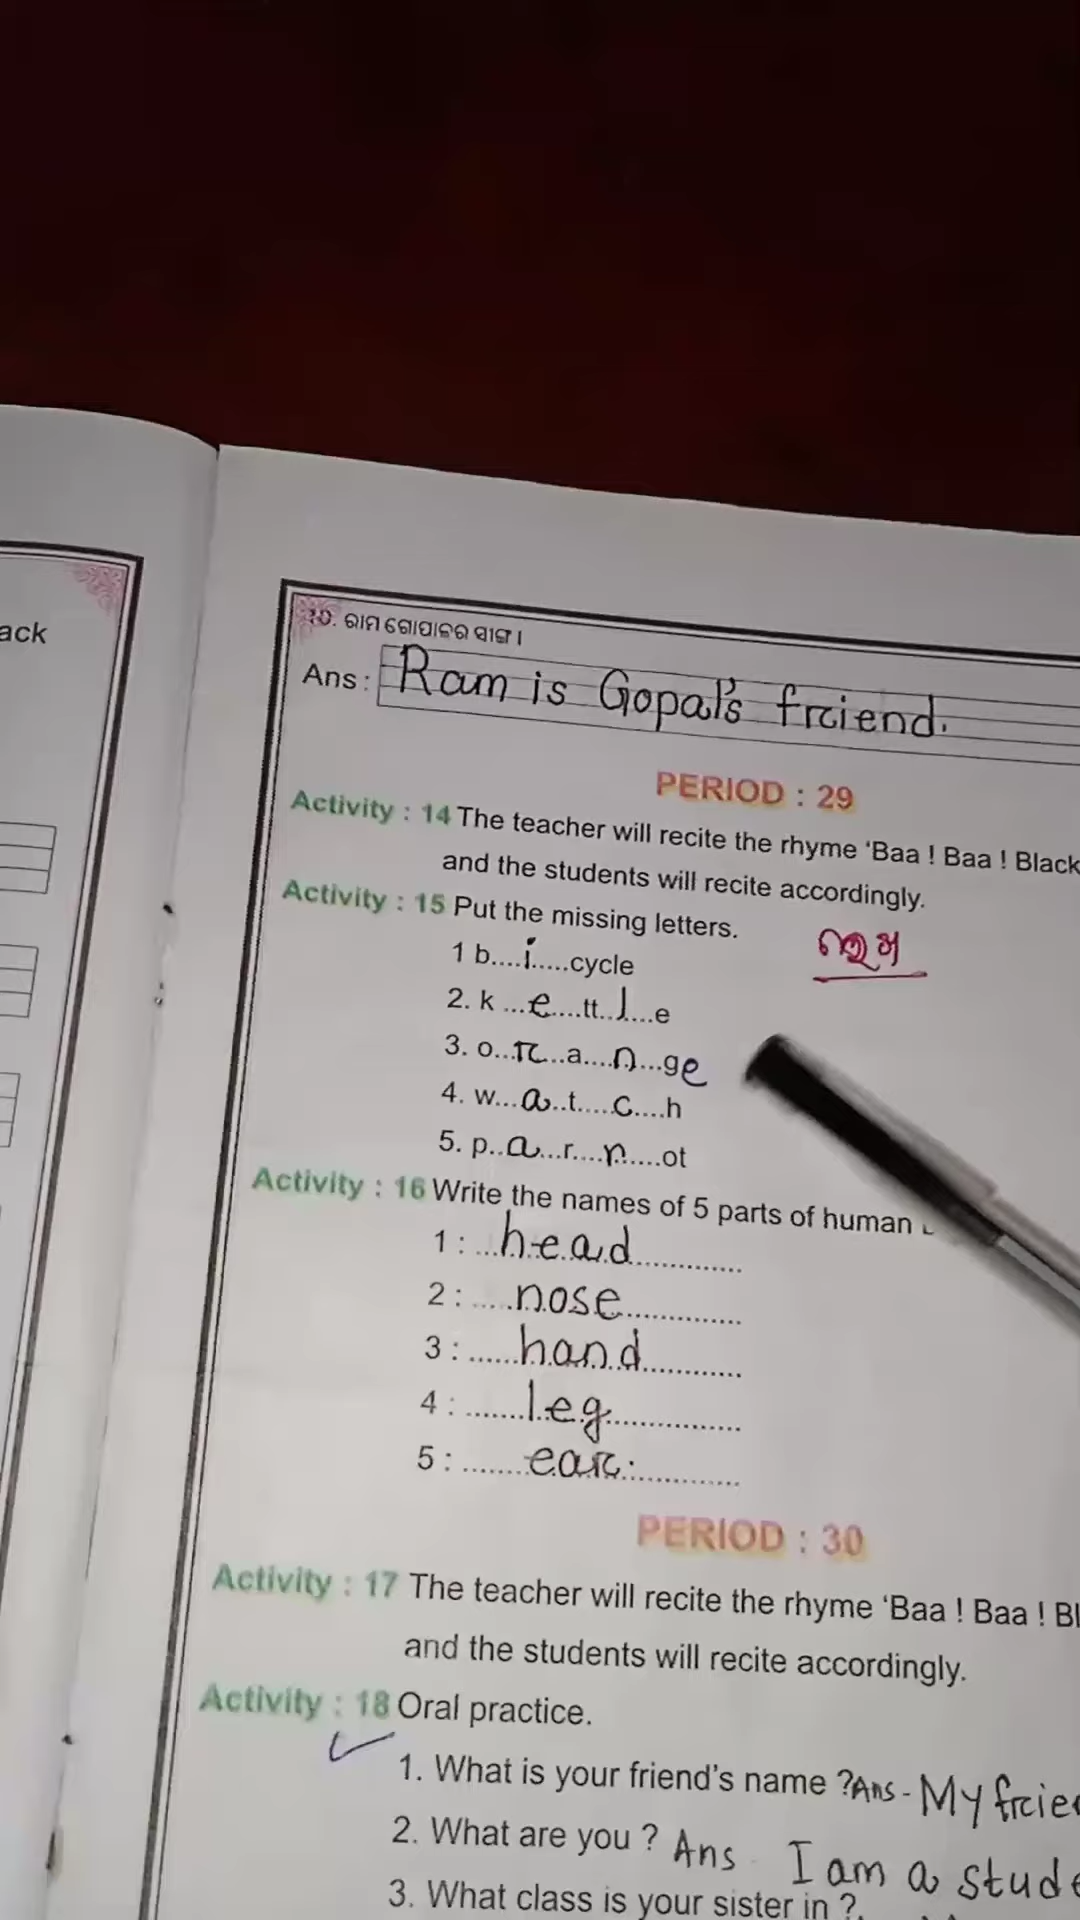 ack
10. ରାମ ଗୋପାଳର ସାଙ୍ଗ ।
Ans : Ram is Gopal's friend.
PERIOD : 29
Activity : 14 The teacher will recite the rhyme ‘Baa ! Baa ! Black
and the students will recite accordingly.
Activity : 15 Put the missing letters.
1 b....i.....cycle
2. k ...e....tt..l....e
3. o...r...a....n...ge
4. w...a..t.....c....h
5. p..a...r....r.....ot
Activity : 16 Write the names of 5 parts of human
1 : ...head..............
2 : .....nose...............
3 : ......hand............
4 : .......leg................
5 : .......ear..............
PERIOD : 30
Activity : 17 The teacher will recite the rhyme ‘Baa ! Baa ! Bl
and the students will recite accordingly.
Activity : 18 Oral practice.
1. What is your friend’s name ? Ans - My frie
2. What are you ? Ans I am a stude
3. What class is your sister in ?